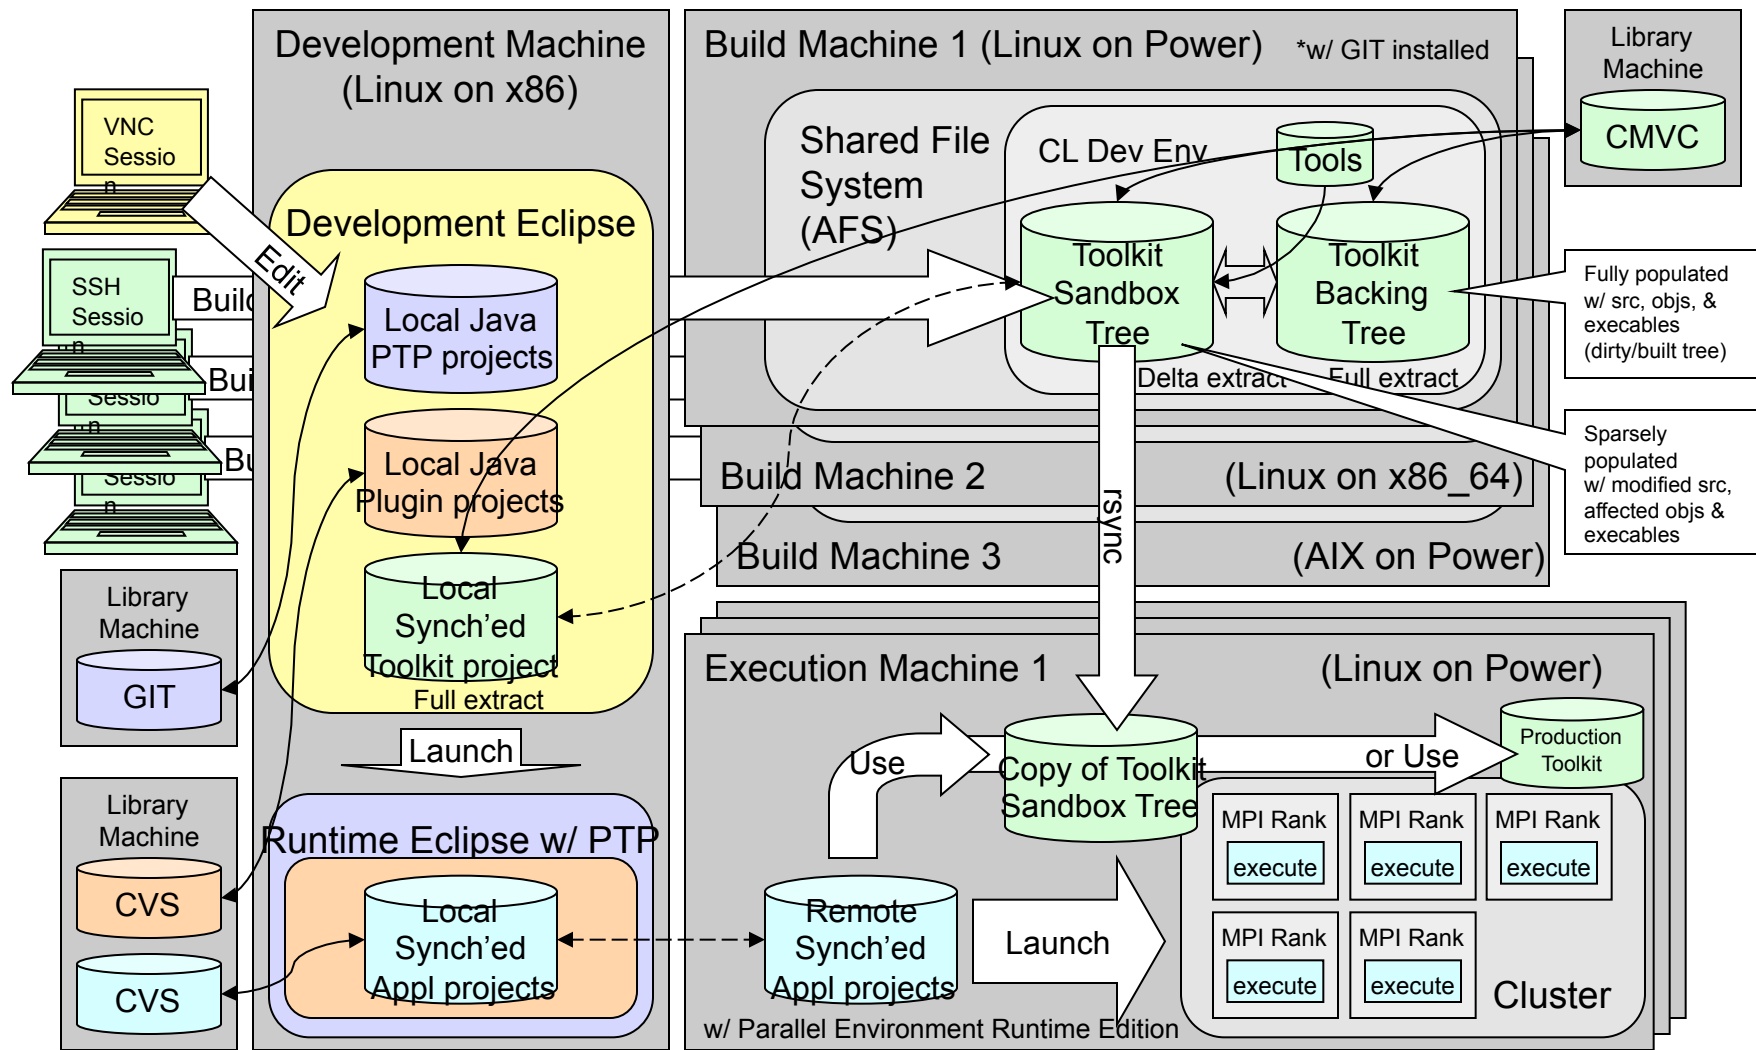 Development Machine
(Linux on x86)
Build Machine 1 (Linux on Power)
*w/ GIT installed
Library
Machine
CMVC
VNC
Sessio
n
Shared File
System
(AFS)
CL Dev Env
Tools
Development Eclipse
Edit
Toolkit
Sandbox
Tree
Toolkit
Backing
Tree
Delta extract
Full extract
Fully populated
w/ src, objs, &
execables
(dirty/built tree)
SSH
Sessio
n
Build
Local Java
PTP projects
Sessio
n
Bui
Sparsely
populated
w/ modified src,
affected objs &
execables
Sessio
n
Bu
Local Java
Plugin projects
Build Machine 2
(Linux on x86_64)
rsync
Build Machine 3
(AIX on Power)
Local
Synch'ed
Toolkit project
Full extract
Library
Machine
GIT
Launch
Execution Machine 1
(Linux on Power)
Use
Copy of Toolkit
Sandbox Tree
or Use
Production
Toolkit
Library
Machine
CVS
CVS
Runtime Eclipse w/ PTP
Local
Synch'ed
Appl projects
Remote
Synch'ed
Appl projects
Launch
MPI Rank
execute
MPI Rank
execute
MPI Rank
execute
MPI Rank
execute
MPI Rank
execute
Cluster
w/ Parallel Environment Runtime Edition